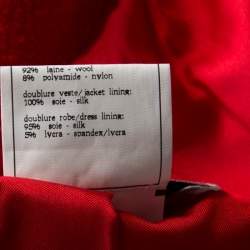 92% laine - wool
8% polyamide - nylon
doublure veste/jacket lining:
100% soie - silk
doublure robe/dress lining:
95% soie - silk
5% lycra - spandex/lycra